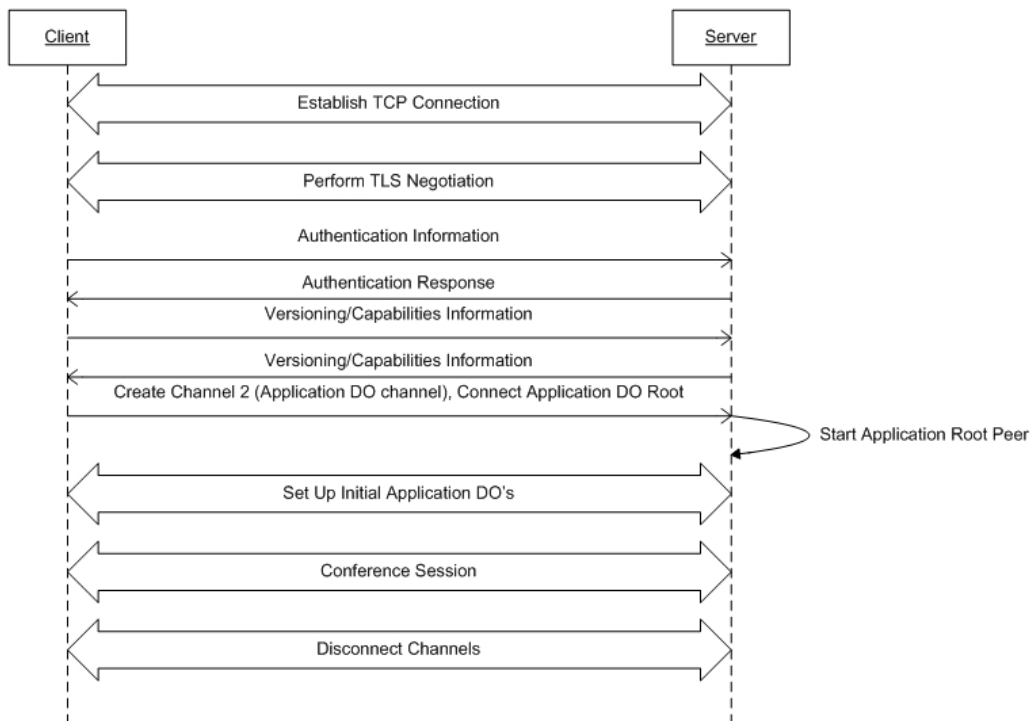 Client
Server
Establish TCP Connection
Perform TLS Negotiation
Authentication Information
Authentication Response
Versioning/Capabilities Information
Versioning/Capabilities Information
Create Channel 2 (Application DO channel), Connect Application DO Root
Start Application Root Peer
Set Up Initial Application DO's
Conference Session
Disconnect Channels